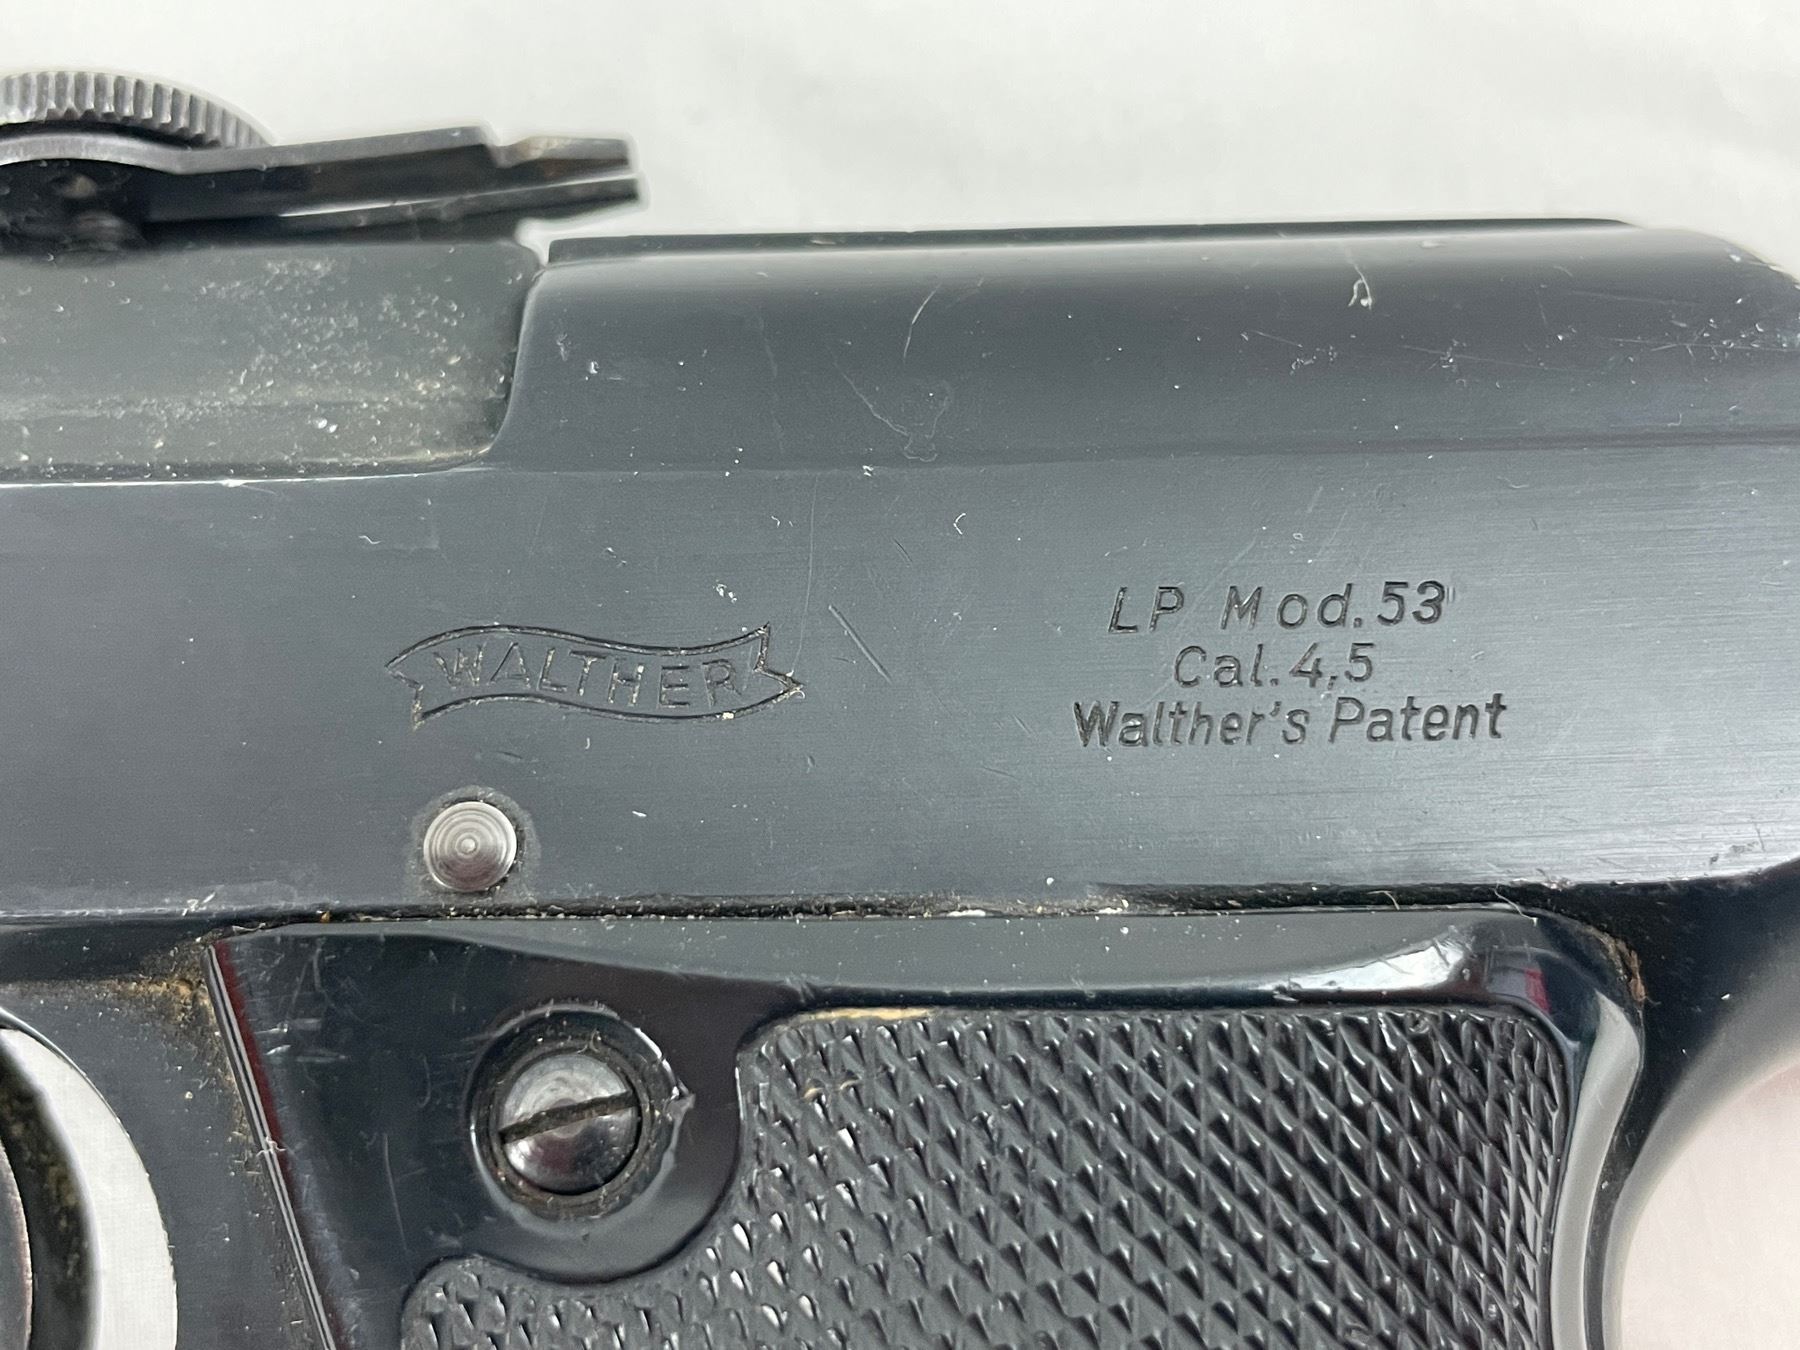 WALTHER
LP Mod.53
Cal.4,5
Walther's Patent